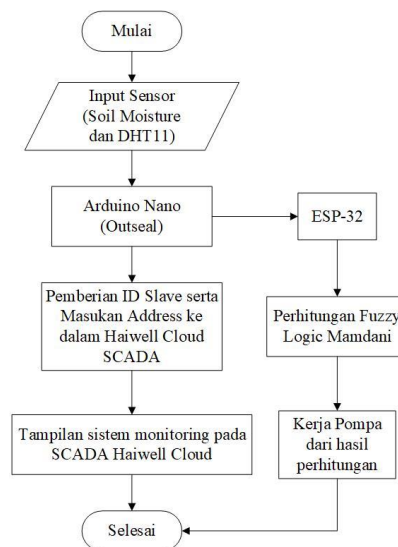 Mulai
Input Sensor
(Soil Moisture
dan DHT11)
Arduino Nano
(Outseal)
ESP-32
Pemberian ID Slave serta
Masukan Address ke
dalam Haiwell Cloud
SCADA
Perhitungan Fuzzy
Logic Mamdani
Tampilan sistem monitoring pada
SCADA Haiwell Cloud
Kerja Pompa
dari hasil
perhitungan
Selesai